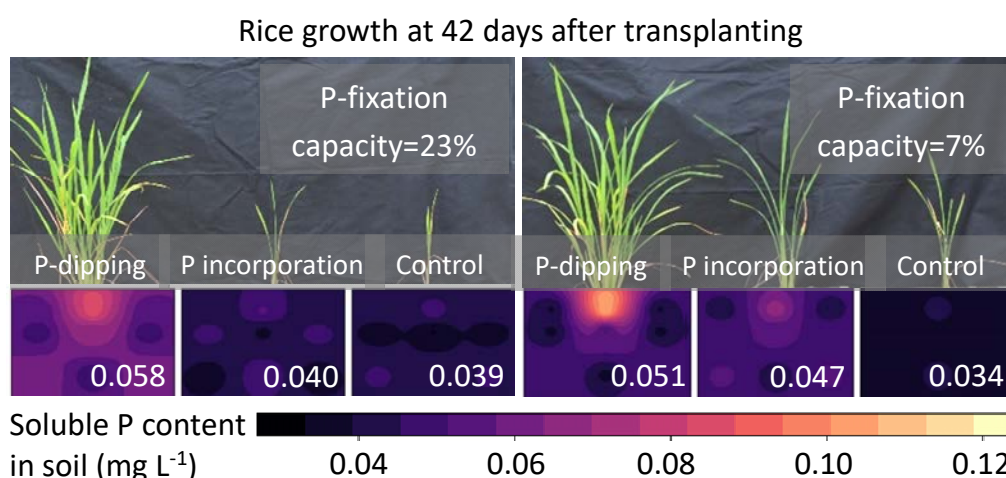 Rice growth at 42 days after transplanting
P-fixation
capacity=23%
P-fixation
capacity=7%
P-dipping
P incorporation
Control
P-dipping
P incorporation
Control
0.058
0.040
0.039
0.051
0.047
0.034
Soluble P content
in soil (mg L⁻¹)
0.04
0.06
0.08
0.10
0.12